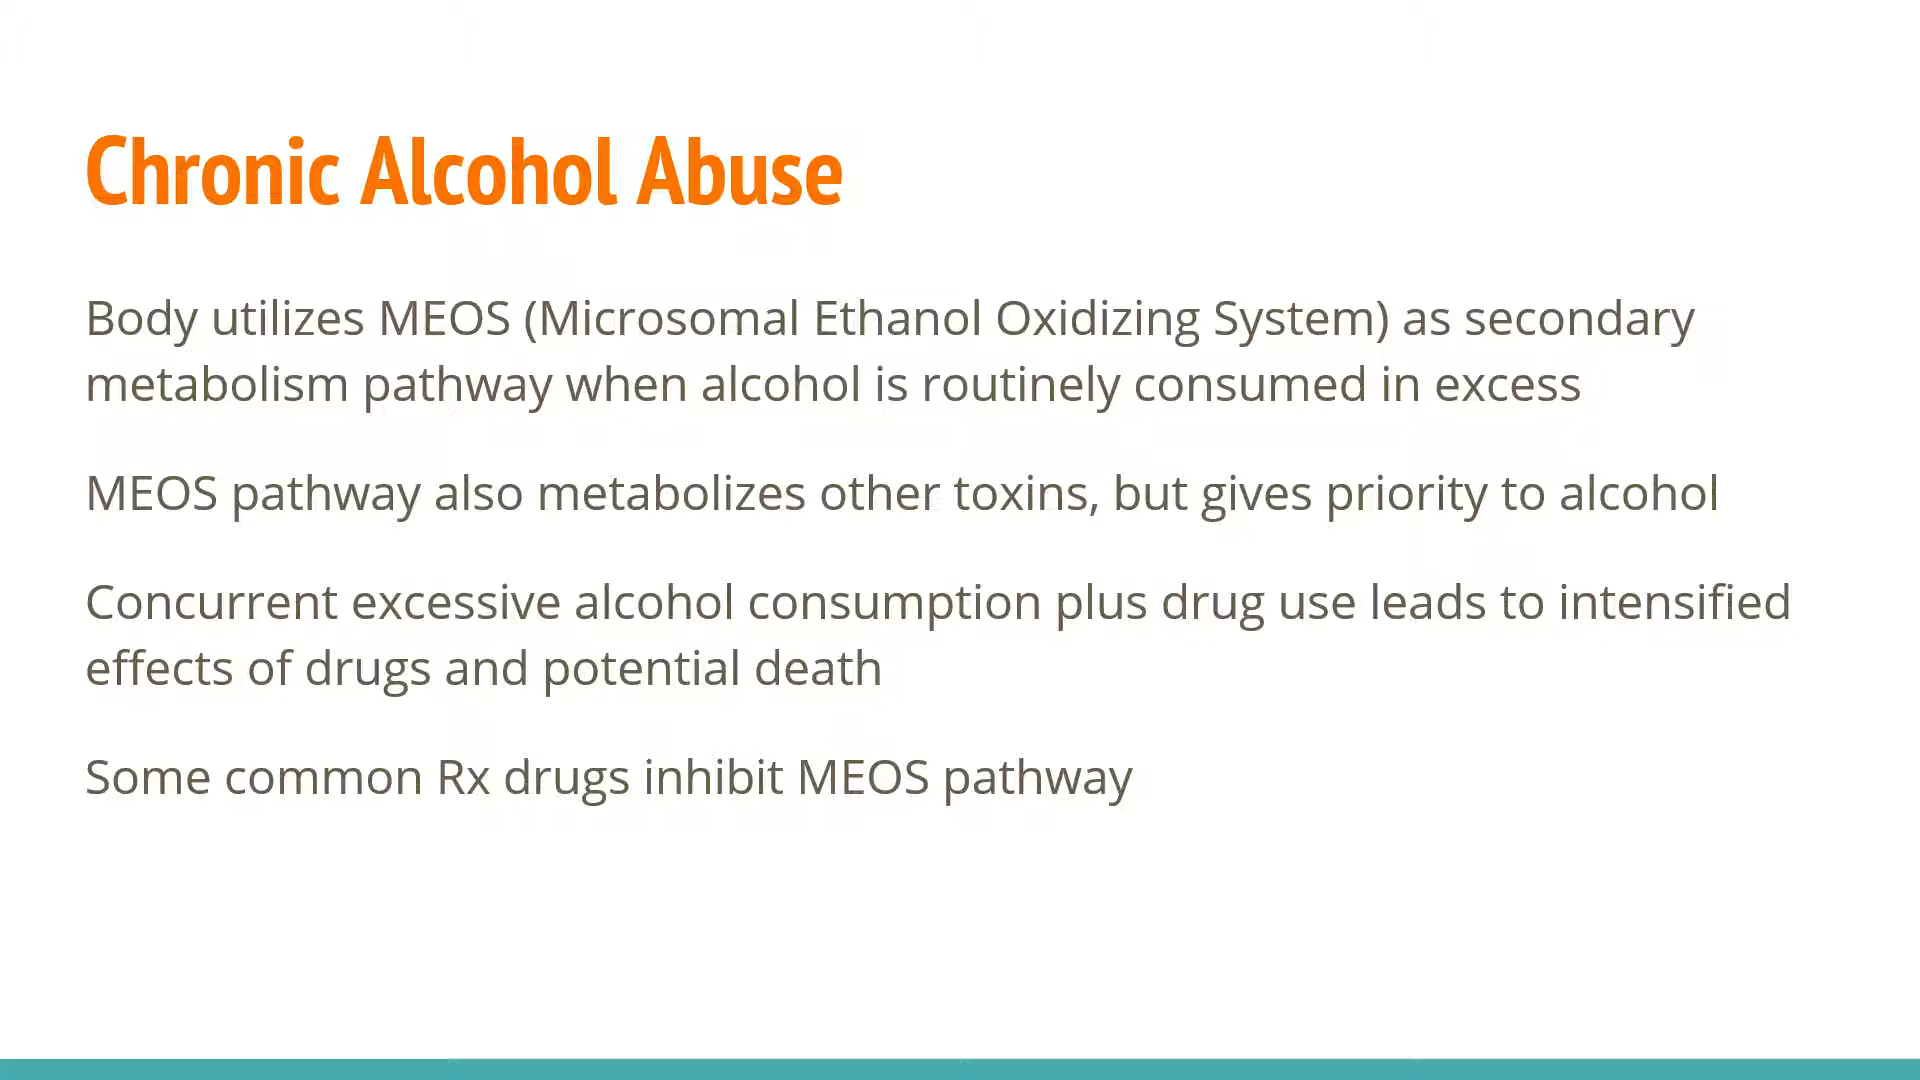 Chronic Alcohol Abuse
Body utilizes MEOS (Microsomal Ethanol Oxidizing System) as secondary
metabolism pathway when alcohol is routinely consumed in excess
MEOS pathway also metabolizes other toxins, but gives priority to alcohol
Concurrent excessive alcohol consumption plus drug use leads to intensified
effects of drugs and potential death
Some common Rx drugs inhibit MEOS pathway